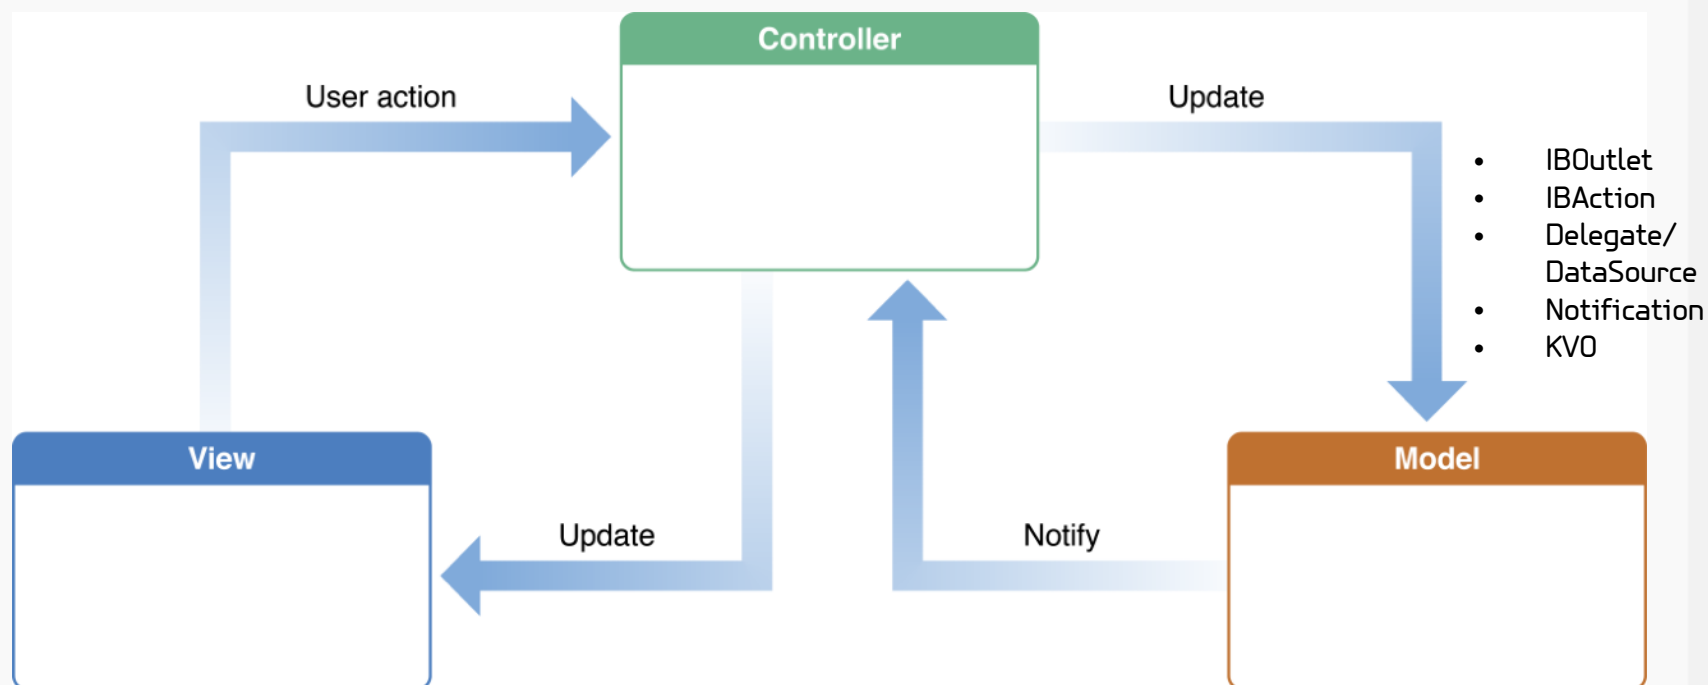 Controller
User action
Update
• IBOutlet
• IBAction
• Delegate/
DataSource
• Notification
• KVO
View
Model
Update
Notify